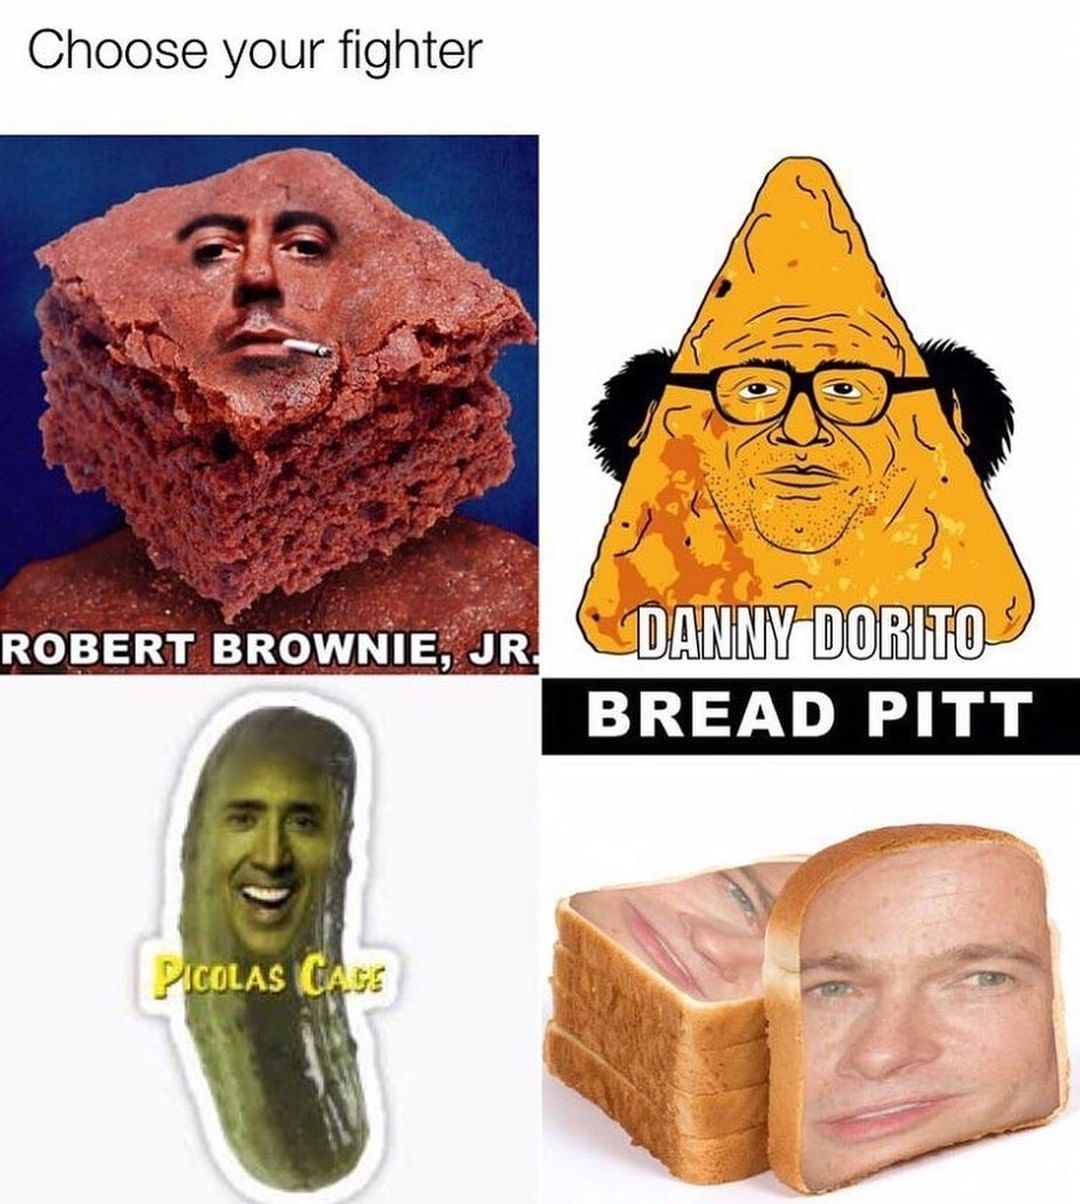 Choose your fighter
ROBERT BROWNIE, JR.
DANNY DORITO
BREAD PITT
PICOLAS CAGE